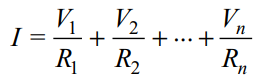 I = V₁/R₁ + V₂/R₂ + ··· + Vₙ/Rₙ